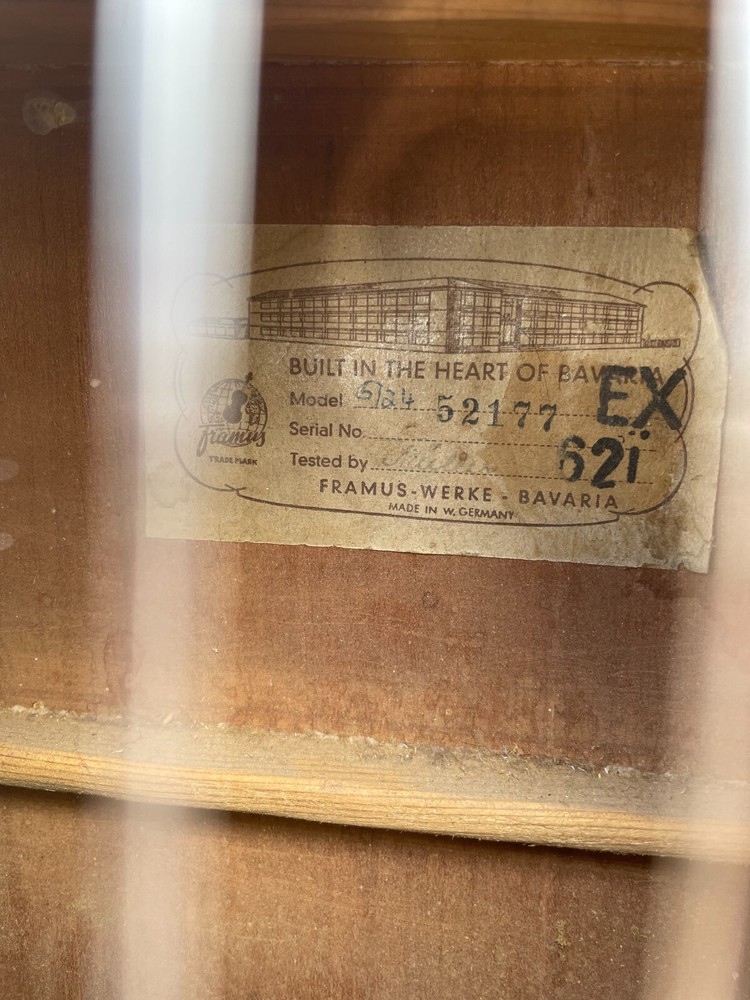 BUILT IN THE HEART OF BAVARIA
Model 5/24 52177 EX
Serial No.
62i
Tested by
FRAMUS-WERKE - BAVARIA
MADE IN W. GERMANY
framus
TRADE MARK